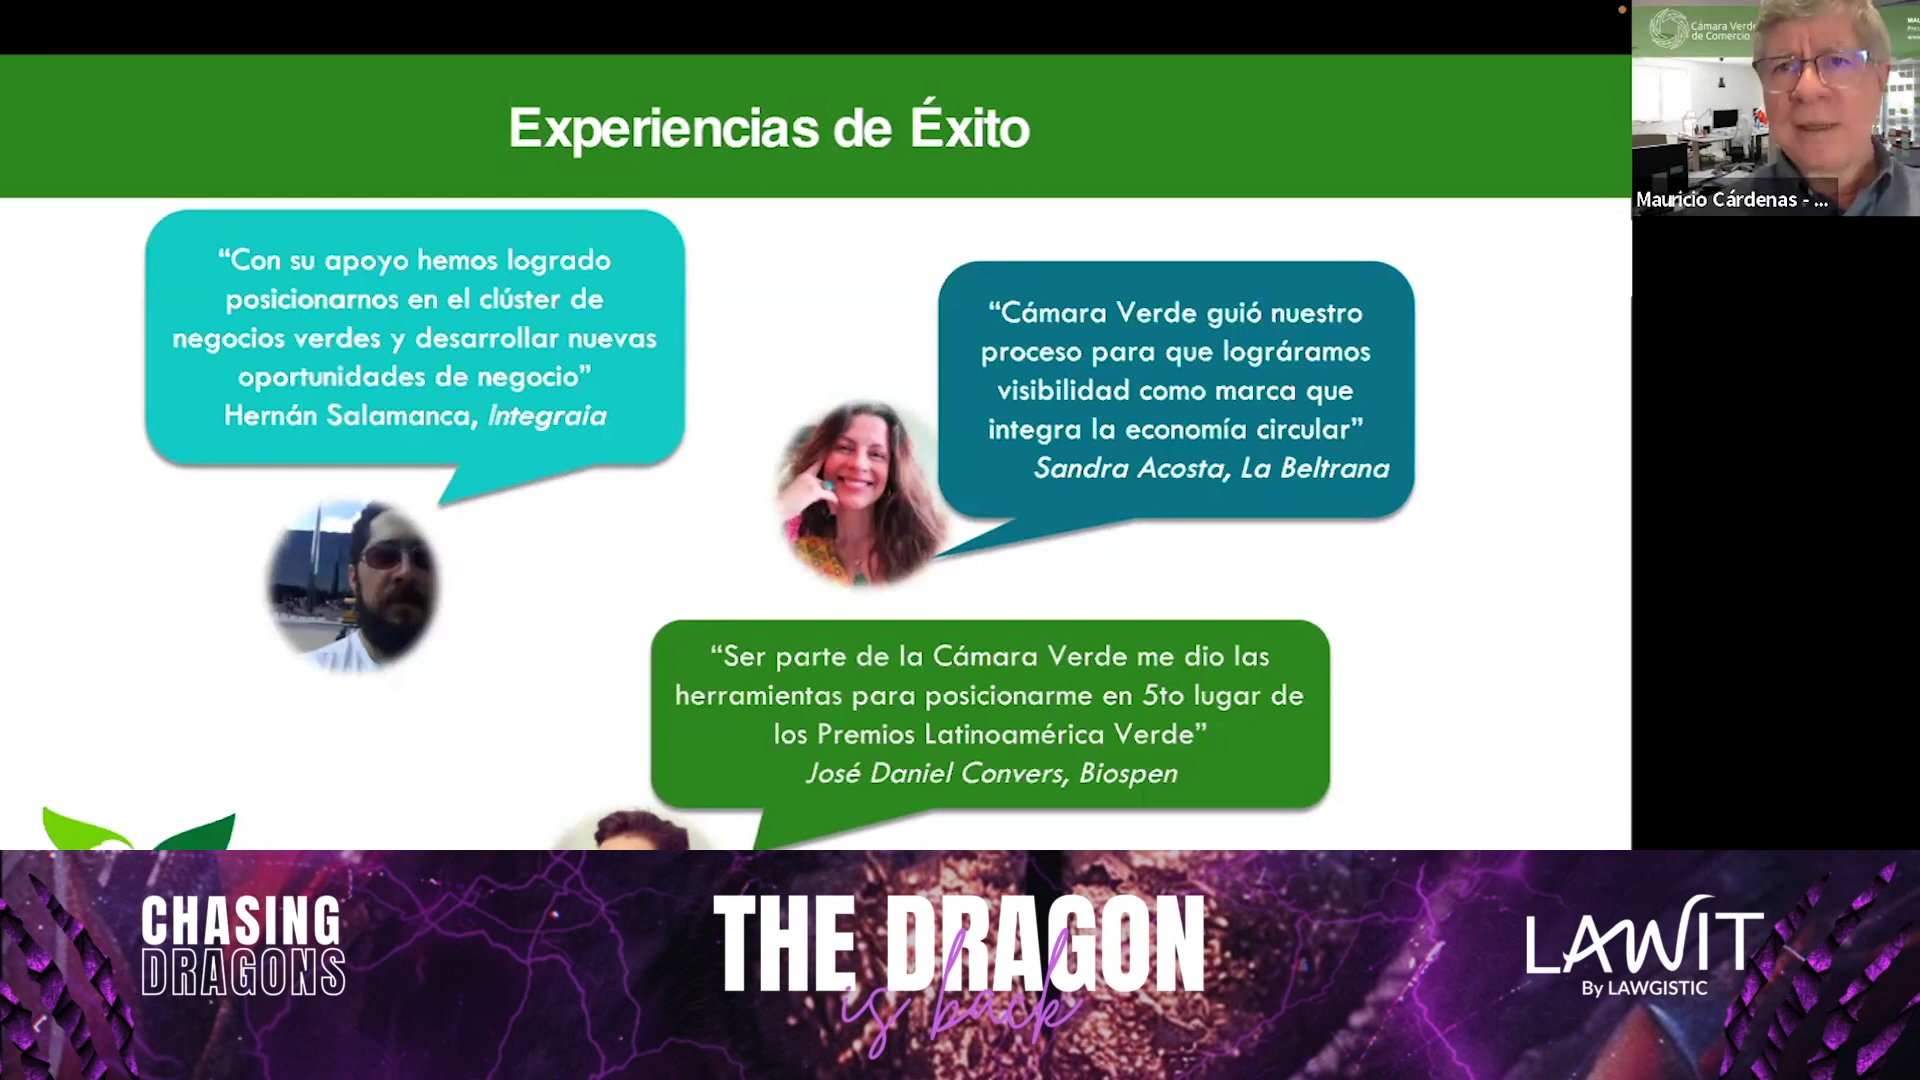 Experiencias de Éxito
“Con su apoyo hemos logrado
posicionarnos en el clúster de
negocios verdes y desarrollar nuevas
oportunidades de negocio”
Hernán Salamanca, Integraia
“Cámara Verde guió nuestro
proceso para que lográramos
visibilidad como marca que
integra la economía circular”
Sandra Acosta, La Beltrana
“Ser parte de la Cámara Verde me dio las
herramientas para posicionarme en 5to lugar de
los Premios Latinoamérica Verde”
José Daniel Convers, Biospen
Cámara Verde
de Comercio
Mauricio Cárdenas - ...
CHASING
DRAGONS
THE DRAGON
is back
LAWIT
By LAWGISTIC